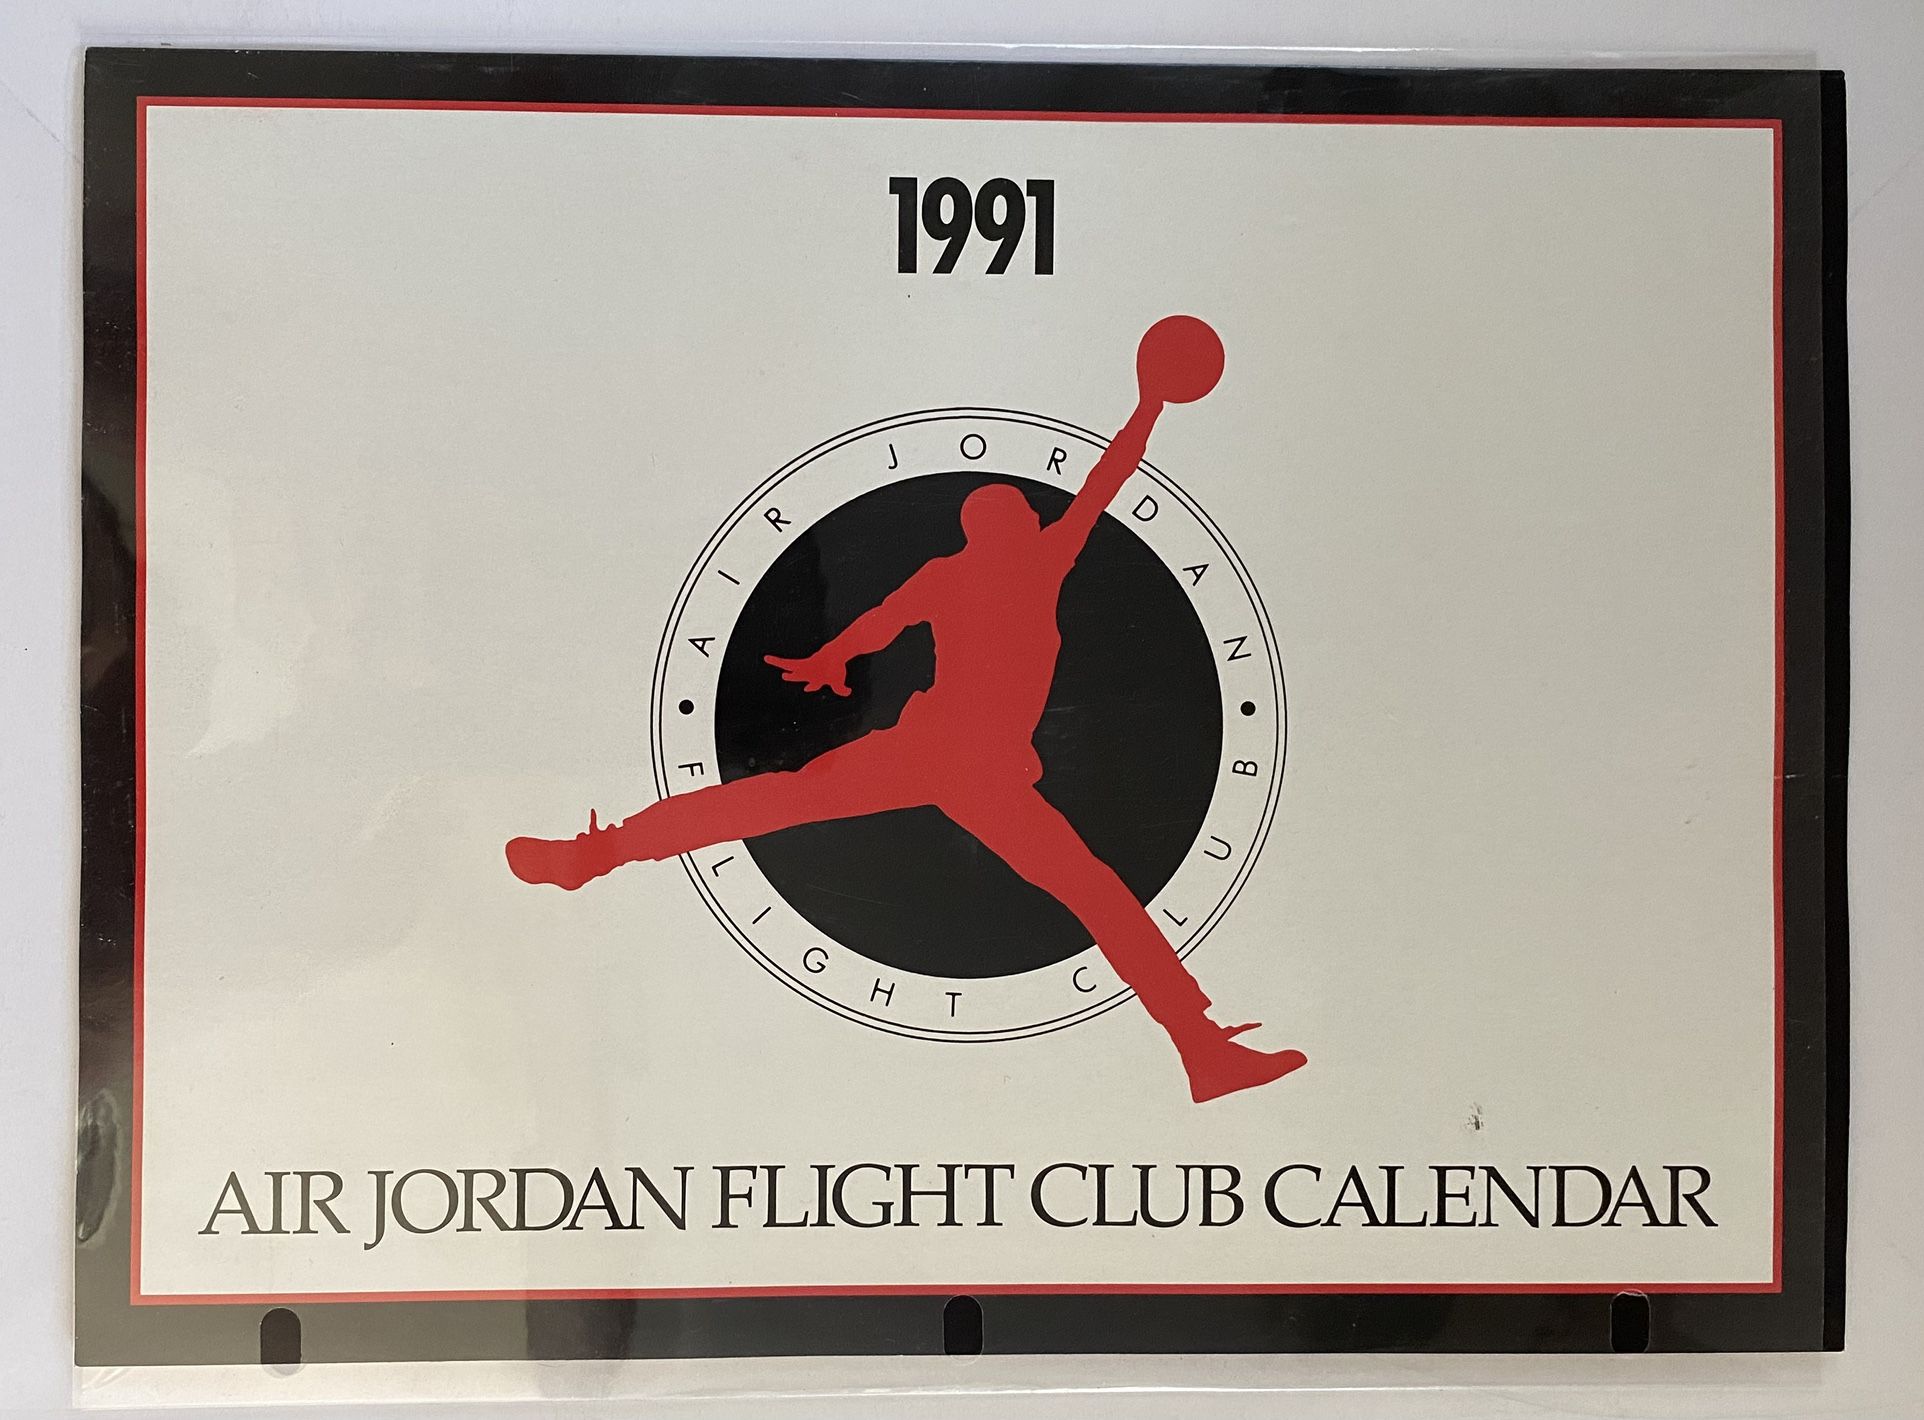 1991
AIR JORDAN
• FLIGHT CLUB •
AIR JORDAN FLIGHT CLUB CALENDAR